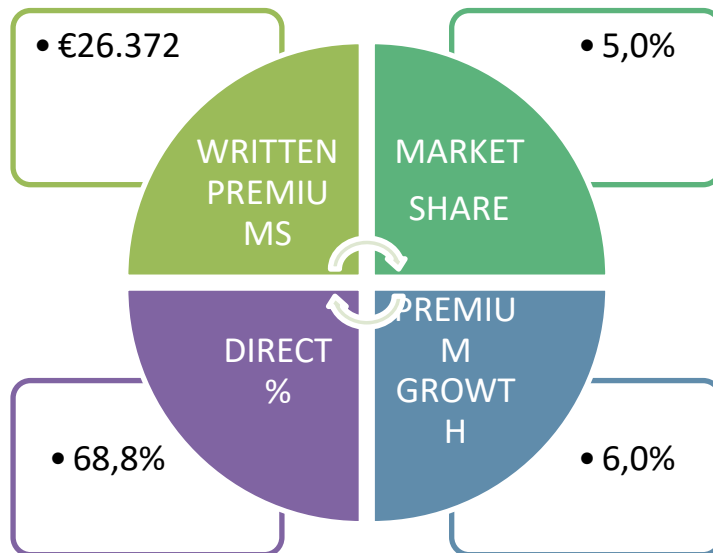 • €26.372
• 5,0%
WRITTEN
PREMIU
MS
MARKET
SHARE
DIRECT
%
PREMIU
M
GROWT
H
• 68,8%
• 6,0%